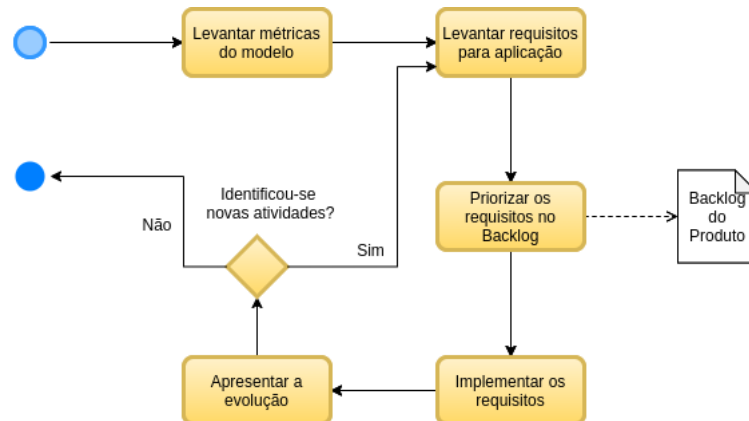 Levantar métricas
do modelo
Levantar requisitos
para aplicação
Identificou-se
novas atividades?
Não
Sim
Priorizar os
requisitos no
Backlog
Backlog
do
Produto
Apresentar a
evolução
Implementar os
requisitos